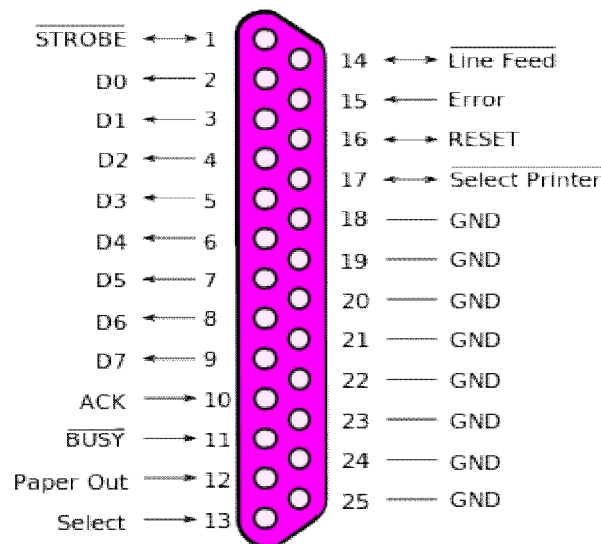 STROBE 1
D0 2
D1 3
D2 4
D3 5
D4 6
D5 7
D6 8
D7 9
ACK 10
BUSY 11
Paper Out 12
Select 13
14 Line Feed
15 Error
16 RESET
17 Select Printer
18 GND
19 GND
20 GND
21 GND
22 GND
23 GND
24 GND
25 GND